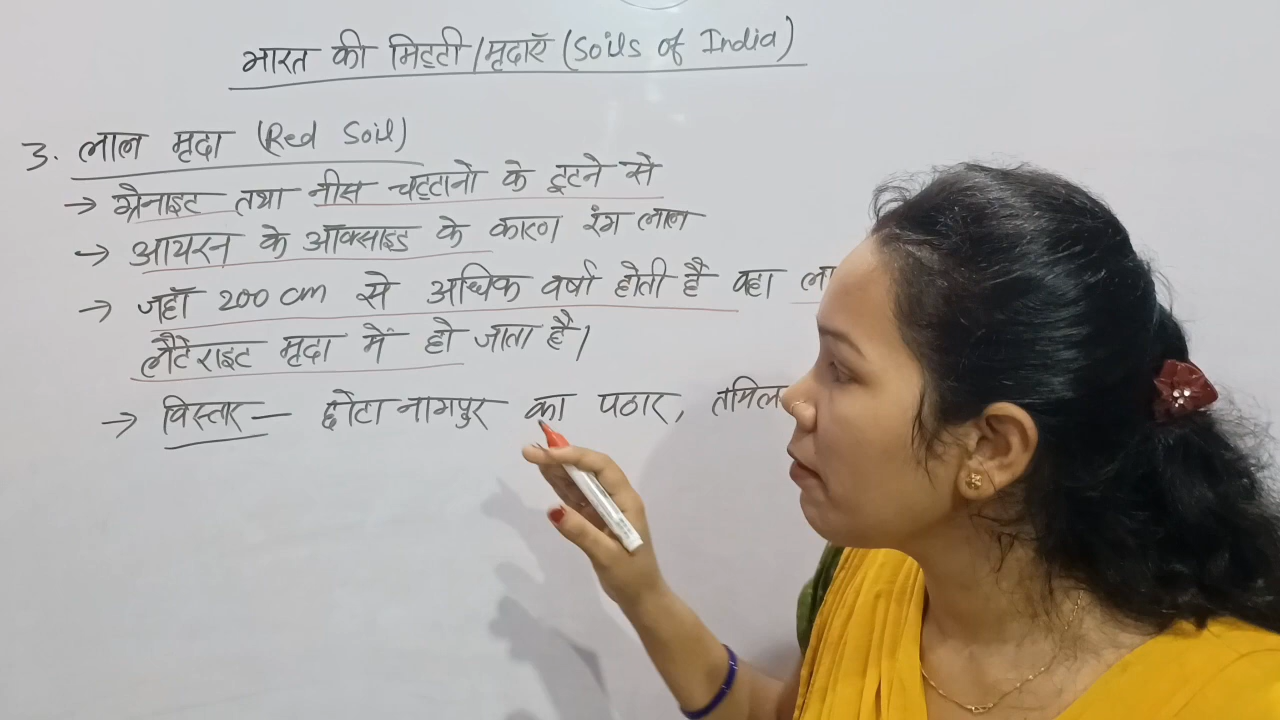 भारत की मिट्टी/मृदाएँ (Soils of India)
3. लाल मृदा (Red Soil)
→ ग्रेनाइट तथा नीस चट्टानो के टूटने से
→ आयरन के ऑक्साइड के कारण रंग लाल
→ जहाँ 200 cm से अधिक वर्षा होती है वहा
लैटेराइट मृदा में हो जाता है।
→ विस्तार — छोटा नागपुर का पठार,